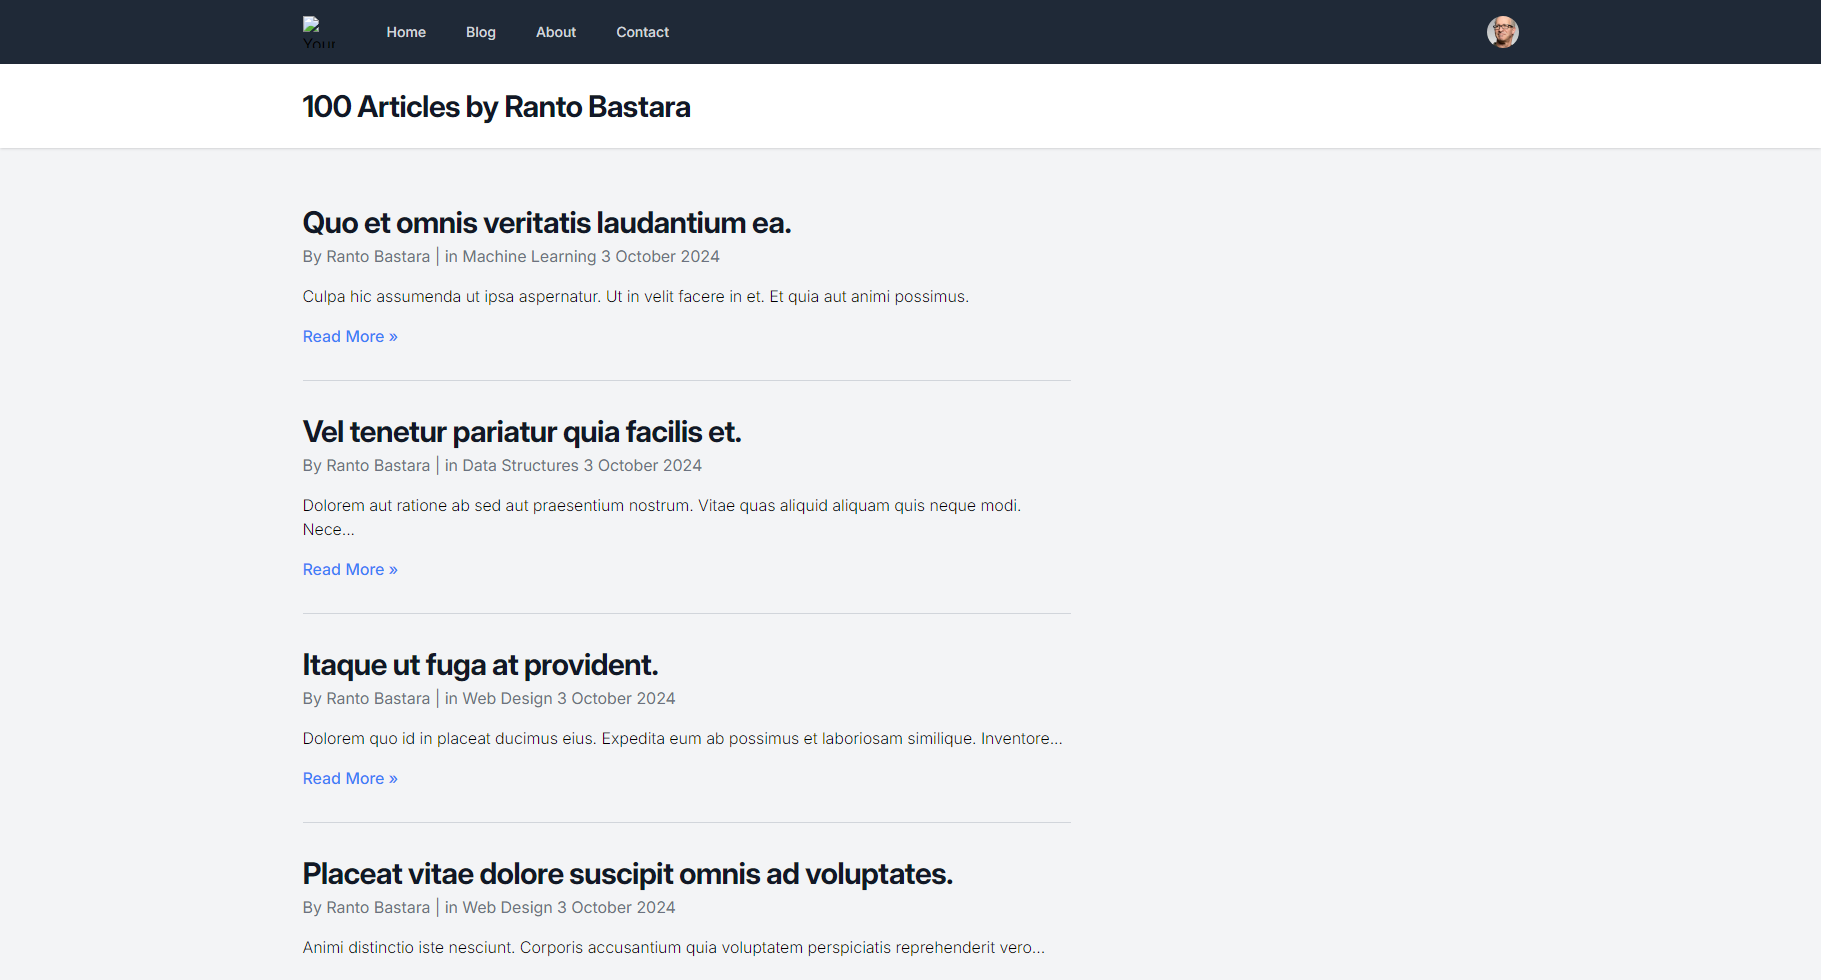 Your
Home Blog About Contact
100 Articles by Ranto Bastara
Quo et omnis veritatis laudantium ea.
By Ranto Bastara | in Machine Learning 3 October 2024
Culpa hic assumenda ut ipsa aspernatur. Ut in velit facere in et. Et quia aut animi possimus.
Read More »
Vel tenetur pariatur quia facilis et.
By Ranto Bastara | in Data Structures 3 October 2024
Dolorem aut ratione ab sed aut praesentium nostrum. Vitae quas aliquid aliquam quis neque modi.
Nece...
Read More »
Itaque ut fuga at provident.
By Ranto Bastara | in Web Design 3 October 2024
Dolorem quo id in placeat ducimus eius. Expedita eum ab possimus et laboriosam similique. Inventore...
Read More »
Placeat vitae dolore suscipit omnis ad voluptates.
By Ranto Bastara | in Web Design 3 October 2024
Animi distinctio iste nesciunt. Corporis accusantium quia voluptatem perspiciatis reprehenderit vero...